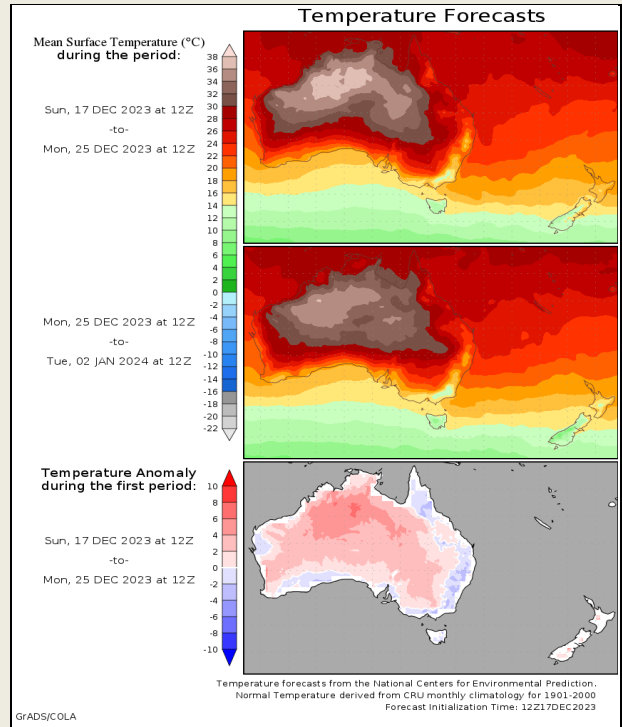 Temperature Forecasts
Mean Surface Temperature (°C)
during the period:
38
36
34
32
30
28
26
24
22
20
18
16
14
12
10
8
6
4
2
0
-2
-4
-6
-8
-10
-12
-14
-16
-18
-20
-22
Sun, 17 DEC 2023 at 12Z
-to-
Mon, 25 DEC 2023 at 12Z
Mon, 25 DEC 2023 at 12Z
-to-
Tue, 02 JAN 2024 at 12Z
Temperature Anomaly
during the first period:
10
8
6
4
2
0
-2
-4
-6
-8
-10
Sun, 17 DEC 2023 at 12Z
-to-
Mon, 25 DEC 2023 at 12Z
Temperature forecasts from the National Centers for Environmental Prediction.
Normal Temperature derived from CRU monthly climatology for 1901-2000
Forecast Initialization Time: 12Z17DEC2023
GrADS/COLA